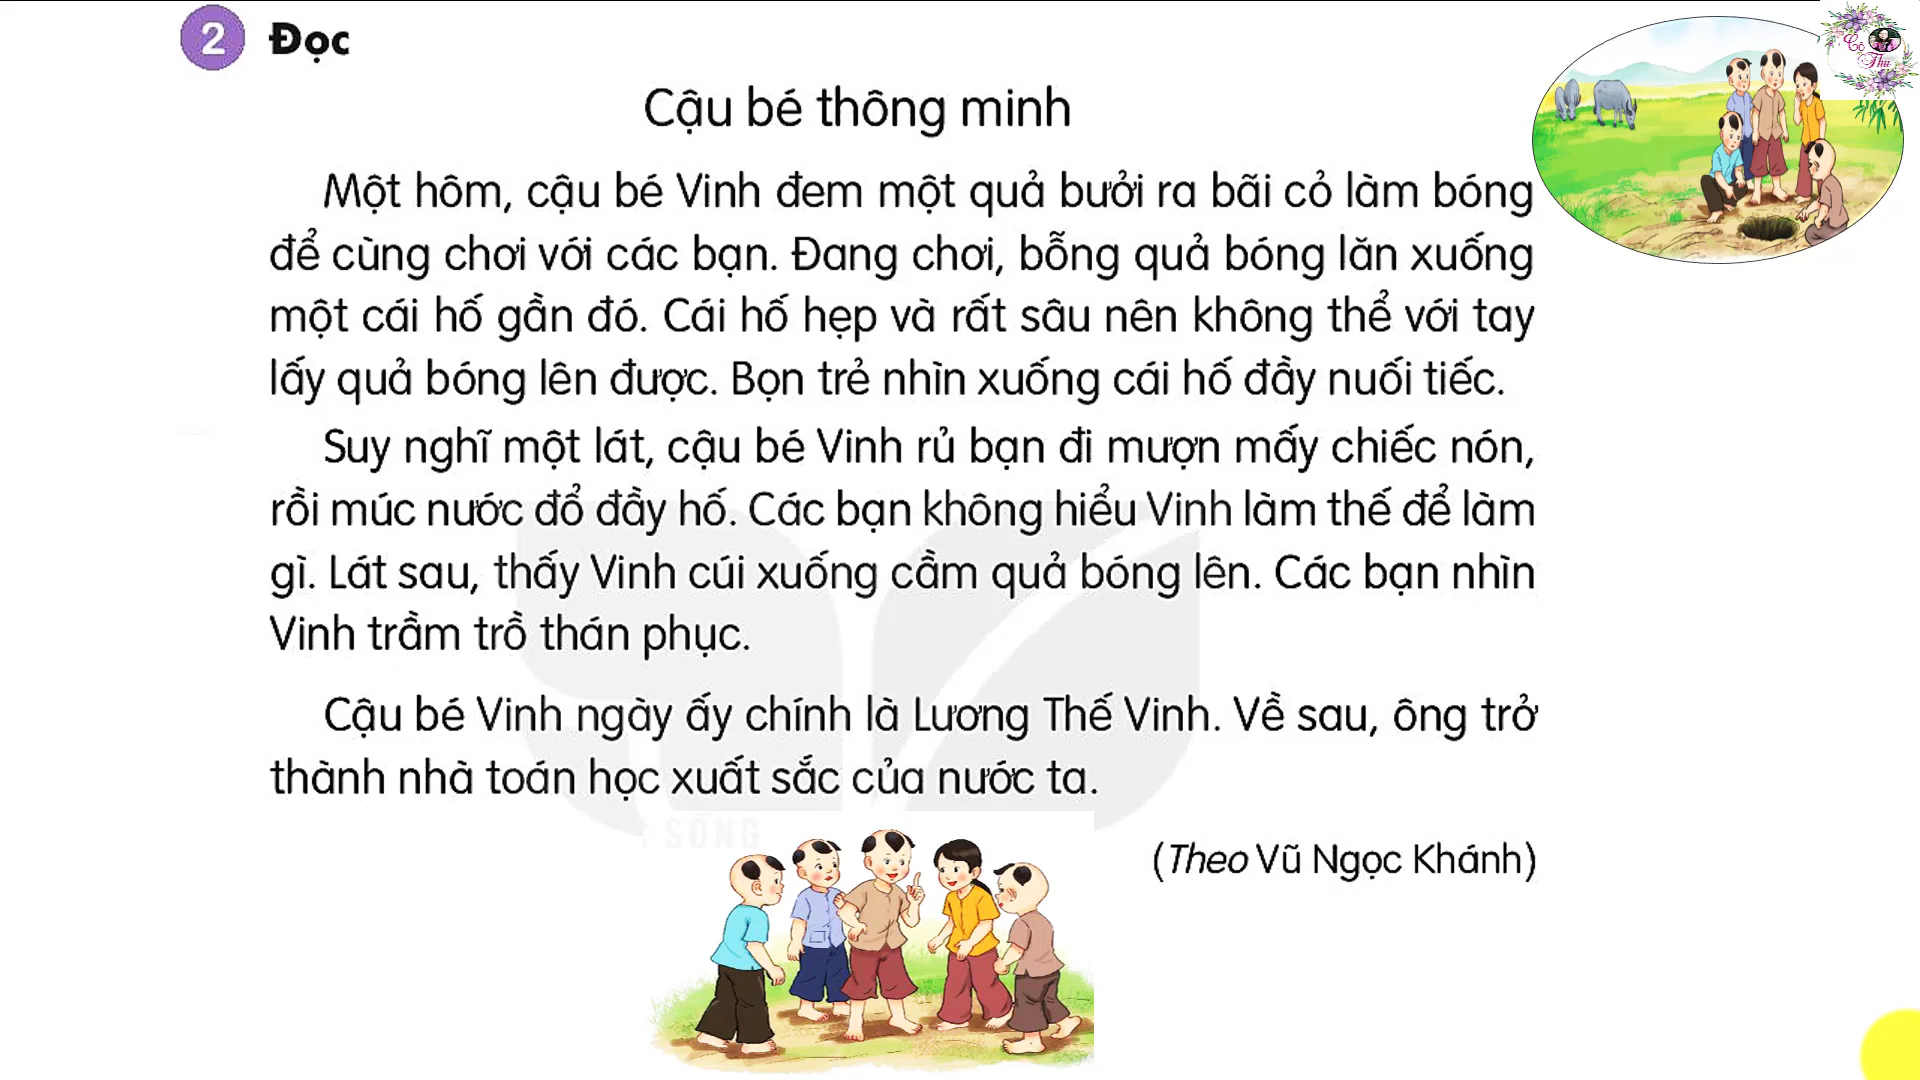 2 Đọc
Cậu bé thông minh
Một hôm, cậu bé Vinh đem một quả bưởi ra bãi cỏ làm bóng
để cùng chơi với các bạn. Đang chơi, bỗng quả bóng lăn xuống
một cái hố gần đó. Cái hố hẹp và rất sâu nên không thể với tay
lấy quả bóng lên được. Bọn trẻ nhìn xuống cái hố đầy nuối tiếc.
Suy nghĩ một lát, cậu bé Vinh rủ bạn đi mượn mấy chiếc nón,
rồi múc nước đổ đầy hố. Các bạn không hiểu Vinh làm thế để làm
gì. Lát sau, thấy Vinh cúi xuống cầm quả bóng lên. Các bạn nhìn
Vinh trầm trồ thán phục.
Cậu bé Vinh ngày ấy chính là Lương Thế Vinh. Về sau, ông trở
thành nhà toán học xuất sắc của nước ta.
SỐNG
(Theo Vũ Ngọc Khánh)
Cô
Thu